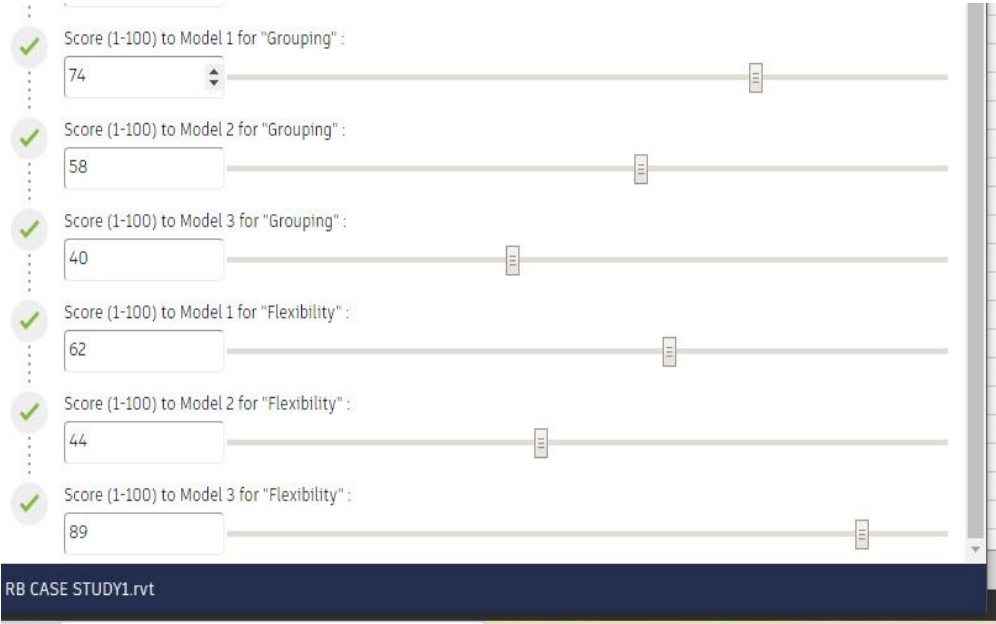 Score (1-100) to Model 1 for "Grouping" :
74
Score (1-100) to Model 2 for "Grouping" :
58
Score (1-100) to Model 3 for "Grouping" :
40
Score (1-100) to Model 1 for "Flexibility" :
62
Score (1-100) to Model 2 for "Flexibility" :
44
Score (1-100) to Model 3 for "Flexibility" :
89
RB CASE STUDY1.rvt